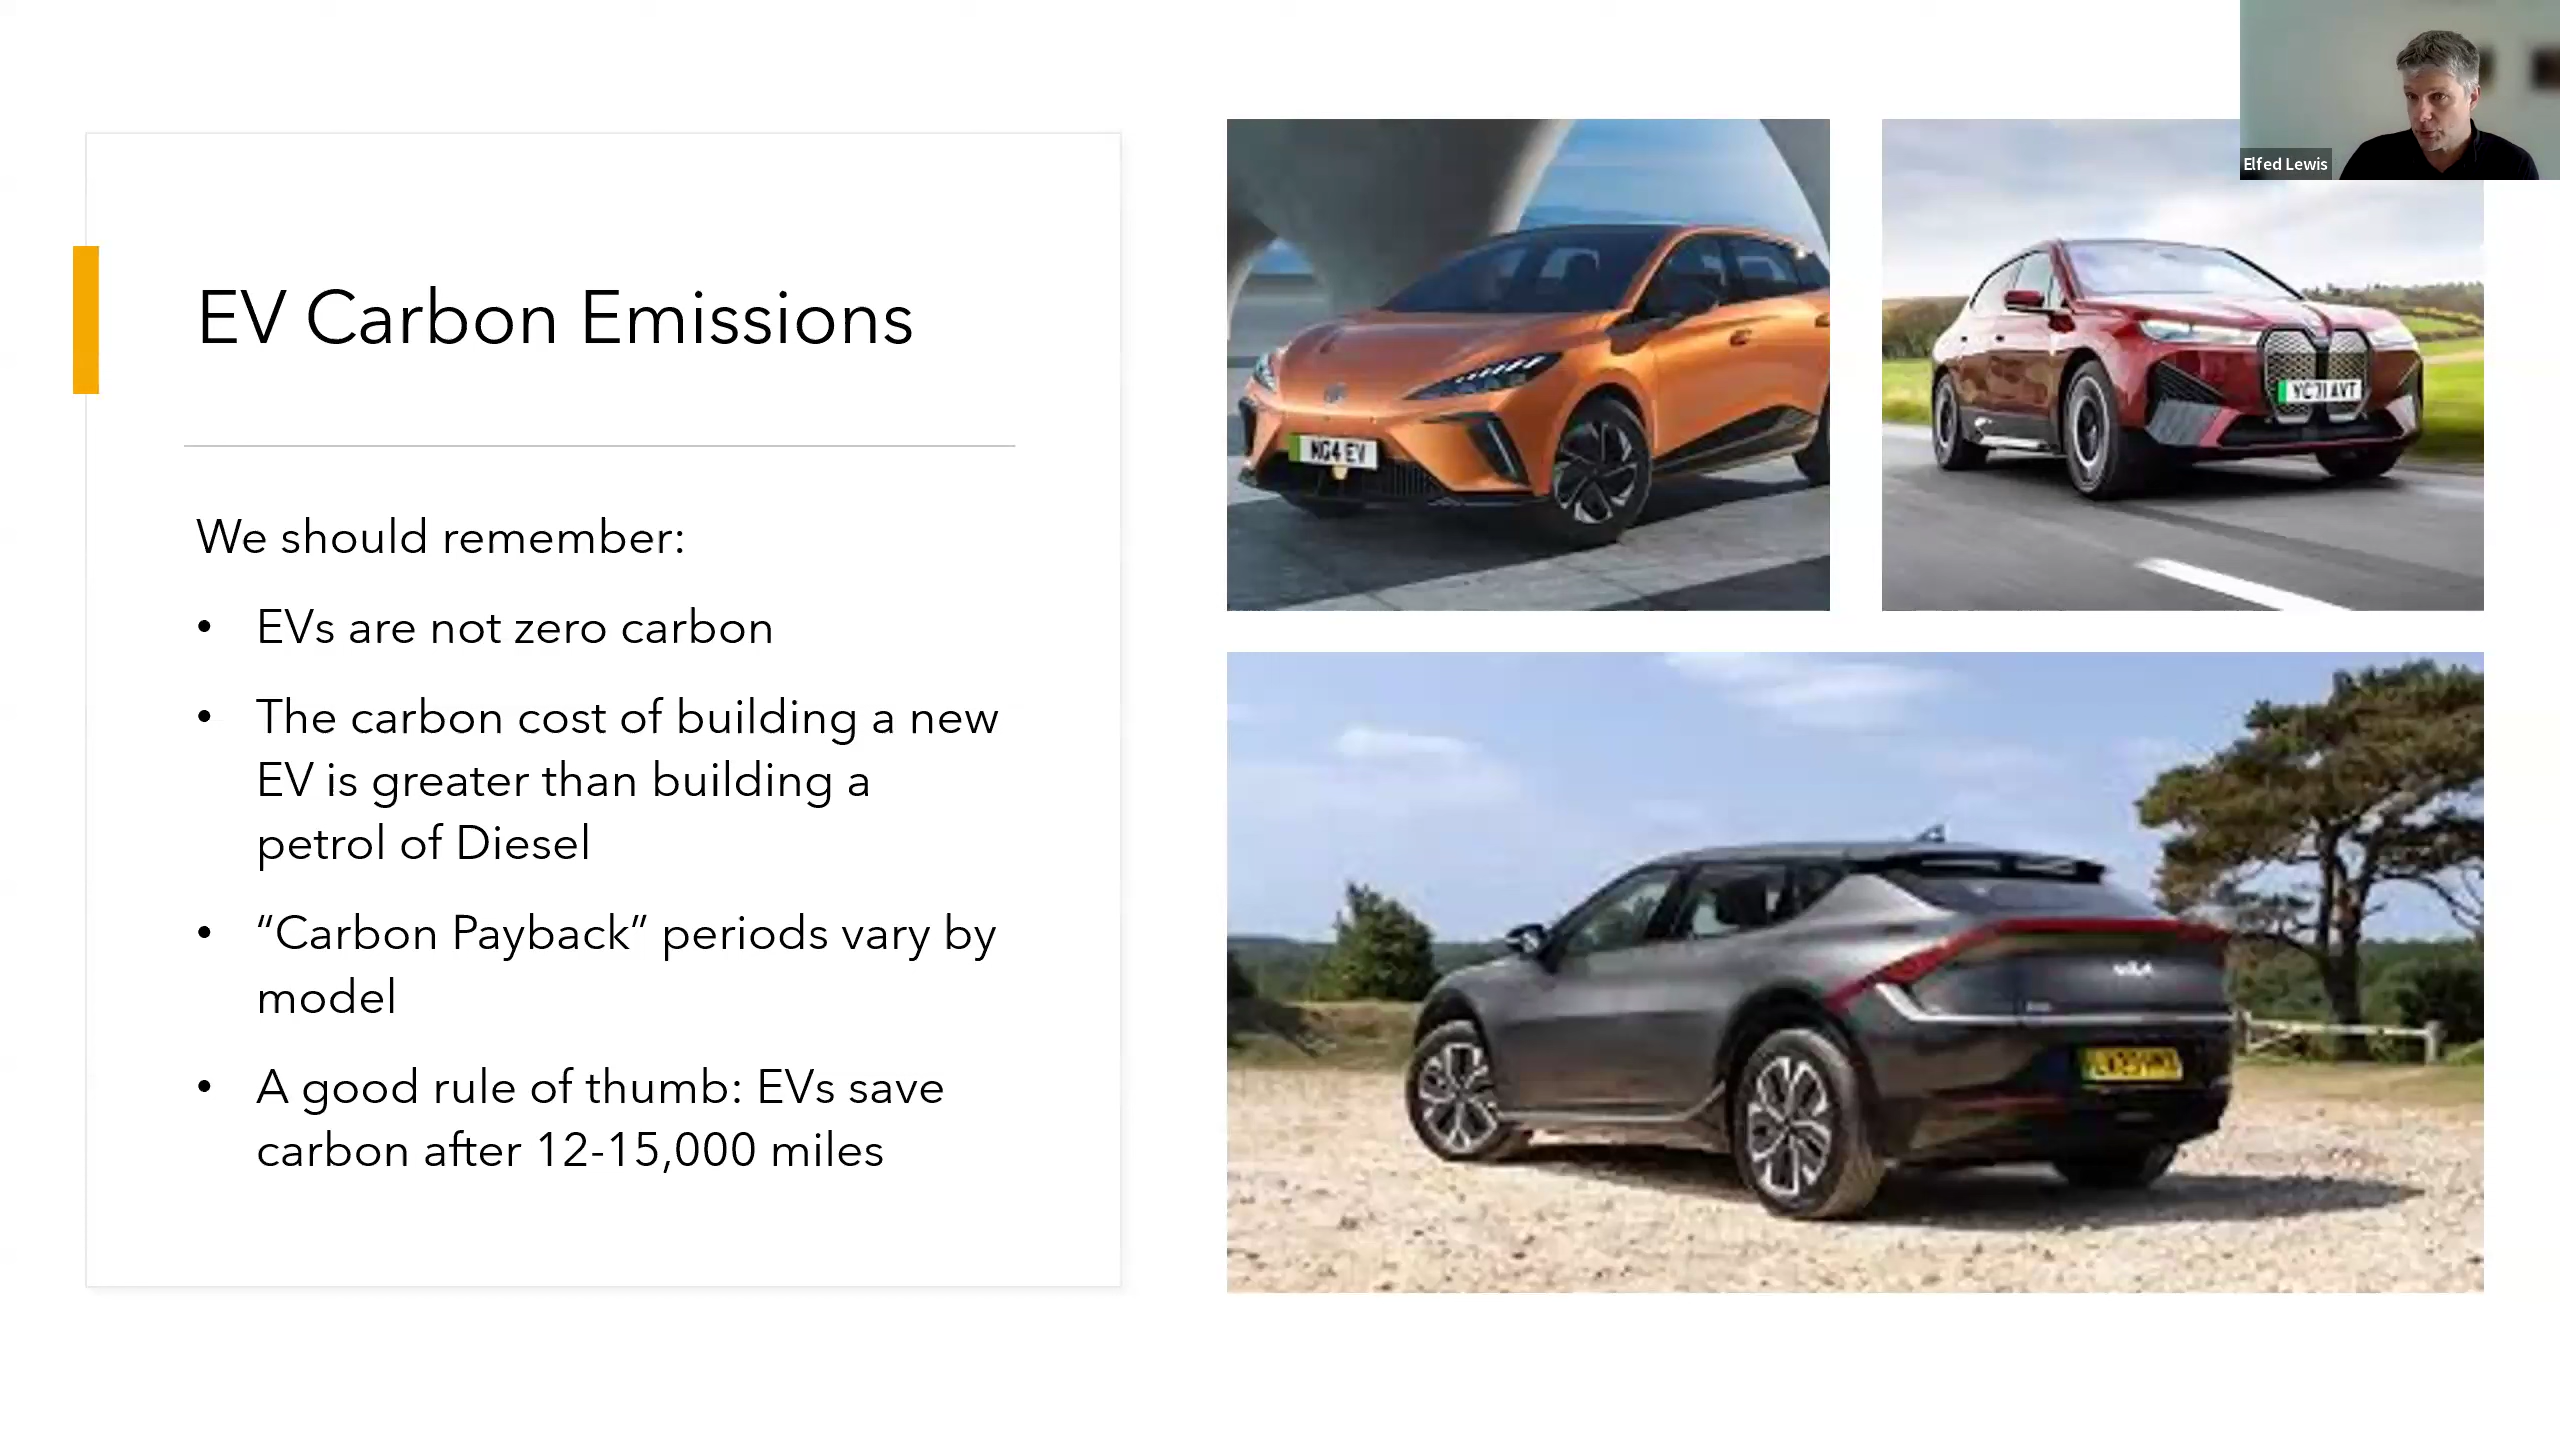 Elfed Lewis
EV Carbon Emissions
We should remember:
• EVs are not zero carbon
• The carbon cost of building a new
EV is greater than building a
petrol of Diesel
• “Carbon Payback” periods vary by
model
• A good rule of thumb: EVs save
carbon after 12-15,000 miles
MG4 EV
YC71 AYT
KIA